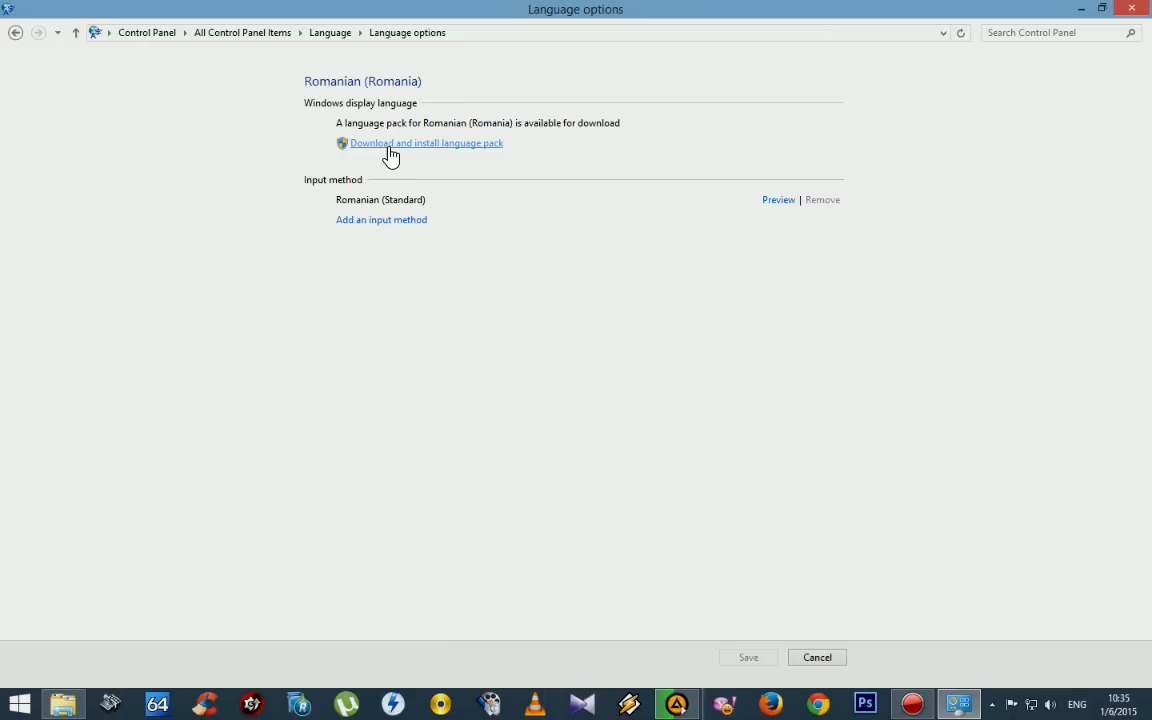 Language options
Control Panel All Control Panel Items Language Language options Search Control Panel
Romanian (Romania)
Windows display language
A language pack for Romanian (Romania) is available for download
Download and install language pack
Input method
Romanian (Standard) Preview | Remove
Add an input method
Save Cancel
64 Ps ENG 10:35
1/6/2015